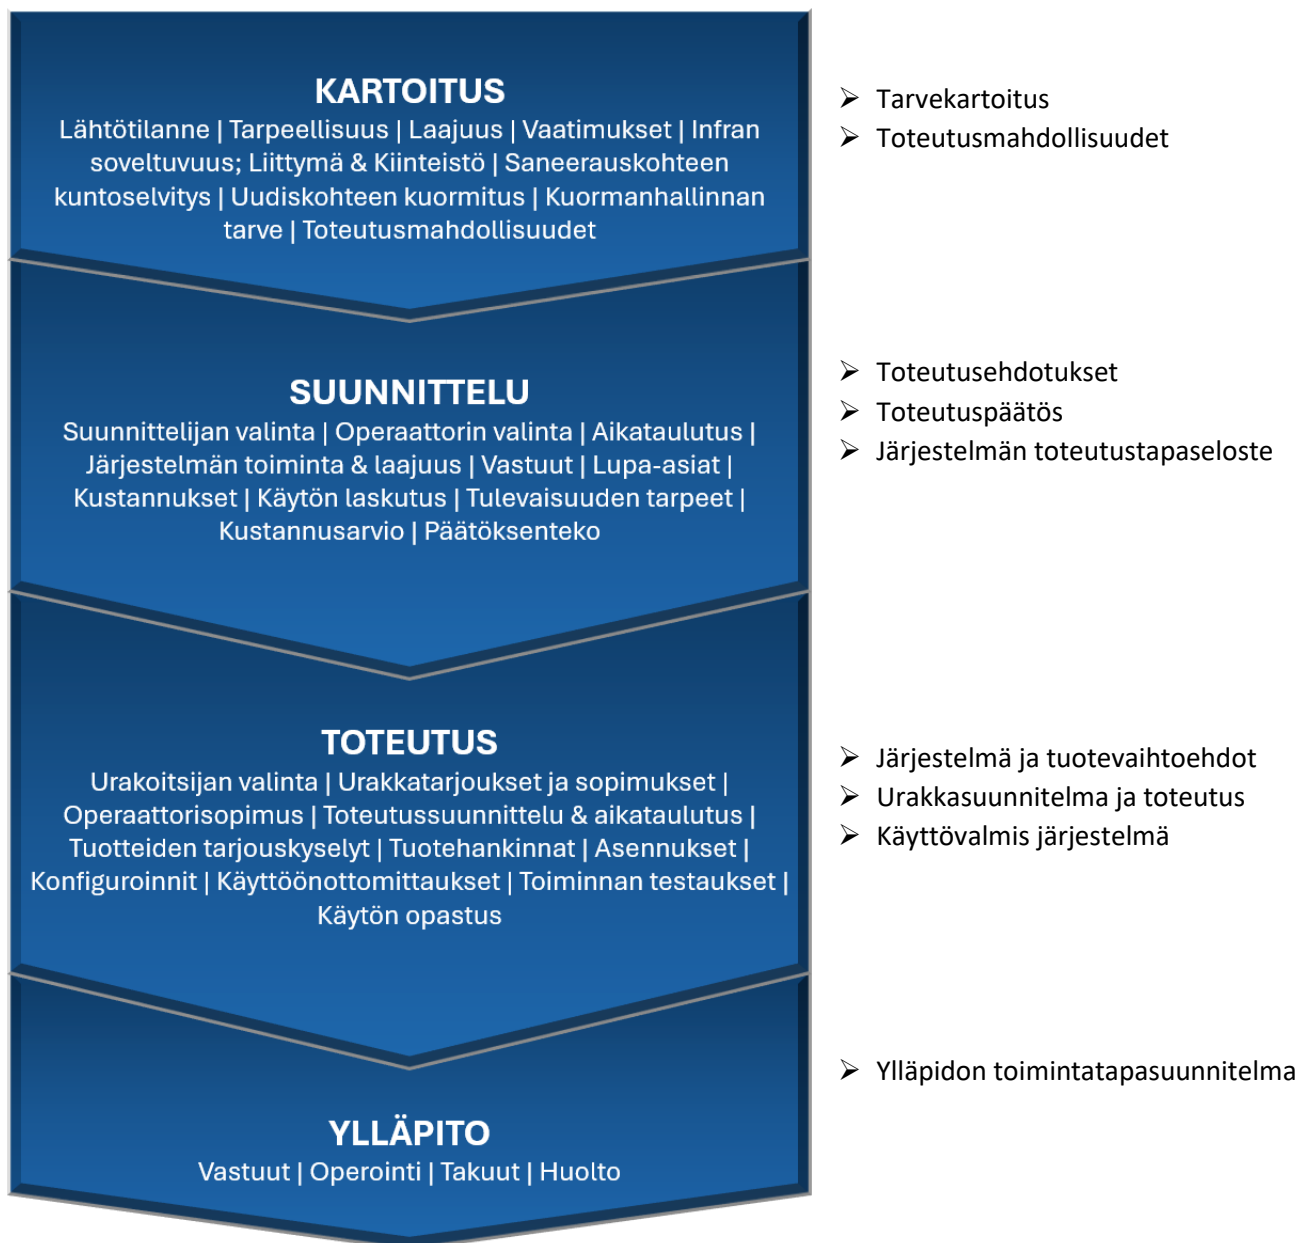 KARTOITUS
Lähtötilanne | Tarpeellisuus | Laajuus | Vaatimukset | Infran
soveltuvuus; Liittymä & Kiinteistö | Saneerauskohteen
kuntoselvitys | Uudiskohteen kuormitus | Kuormanhallinnan
tarve | Toteutusmahdollisuudet
➢ Tarvekartoitus
➢ Toteutusmahdollisuudet
SUUNNITTELU
Suunnittelijan valinta | Operaattorin valinta | Aikataulutus |
Järjestelmän toiminta & laajuus | Vastuut | Lupa-asiat |
Kustannukset | Käytön laskutus | Tulevaisuuden tarpeet |
Kustannusarvio | Päätöksenteko
➢ Toteutusehdotukset
➢ Toteutuspäätös
➢ Järjestelmän toteutustapaseloste
TOTEUTUS
Urakoitsijan valinta | Urakkatarjoukset ja sopimukset |
Operaattorisopimus | Toteutussuunnittelu & aikataulutus |
Tuotteiden tarjouskyselyt | Tuotehankinnat | Asennukset |
Konfiguroinnit | Käyttöönottomittaukset | Toiminnan testaukset |
Käytön opastus
➢ Järjestelmä ja tuotevaihtoehdot
➢ Urakkasuunnitelma ja toteutus
➢ Käyttövalmis järjestelmä
YLLÄPITO
Vastuut | Operointi | Takuut | Huolto
➢ Ylläpidon toimintatapasuunnitelma